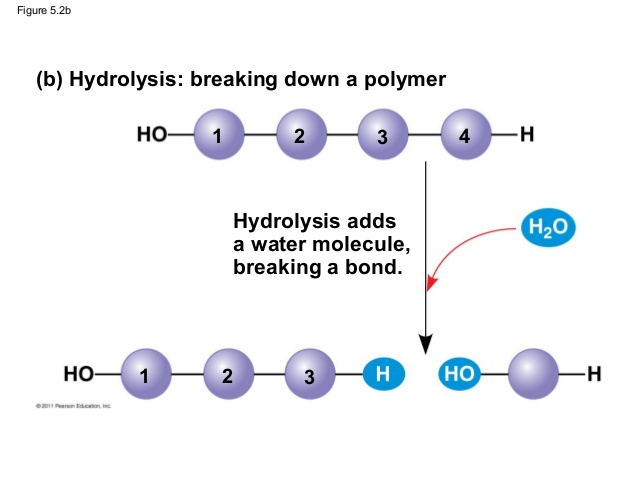 Figure 5.2b
(b) Hydrolysis: breaking down a polymer
HO 1 2 3 4 H
Hydrolysis adds
a water molecule,
breaking a bond.
H₂O
HO 1 2 3 H HO H
© 2011 Pearson Education, Inc.